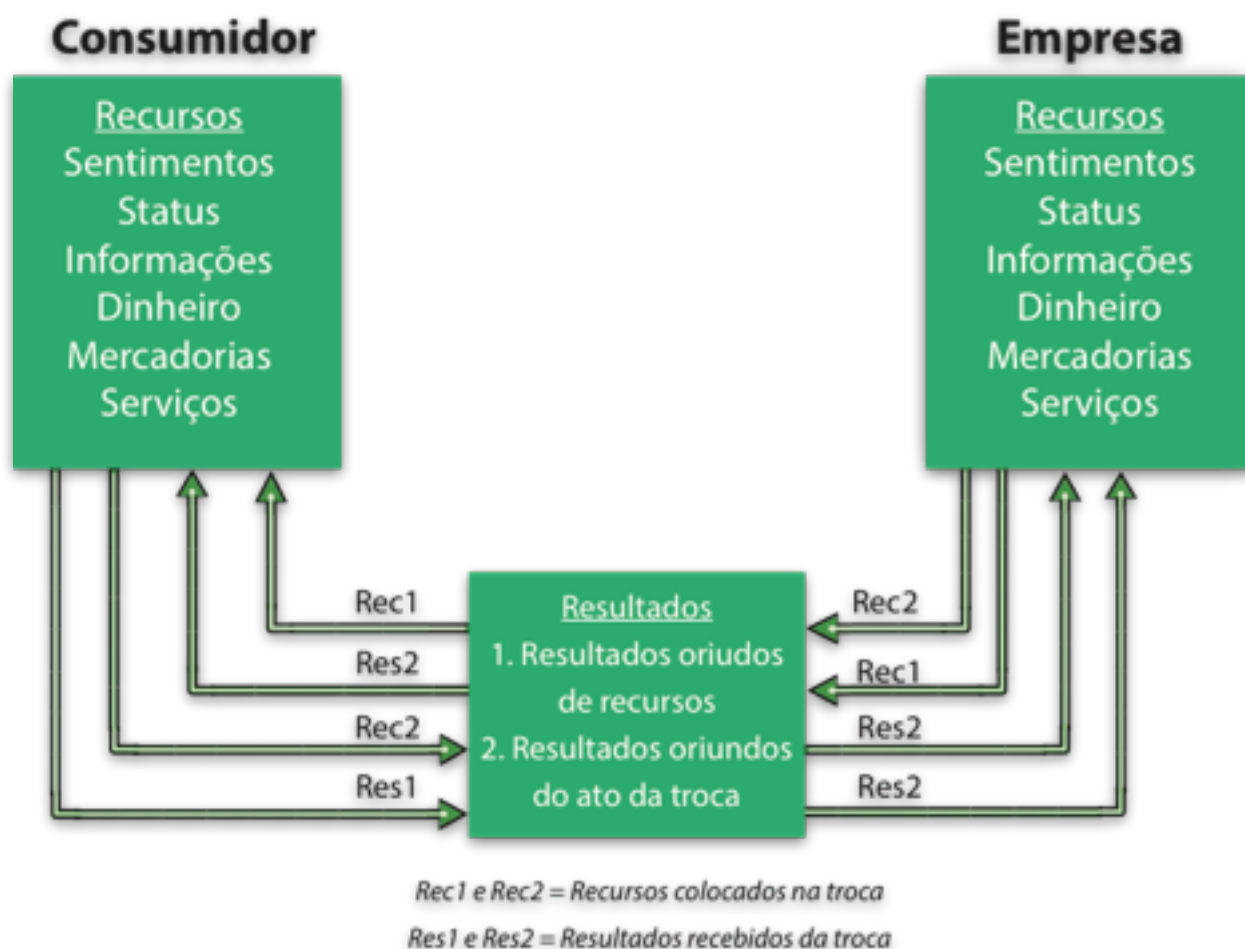 Consumidor
Recursos
Sentimentos
Status
Informações
Dinheiro
Mercadorias
Serviços
Empresa
Recursos
Sentimentos
Status
Informações
Dinheiro
Mercadorias
Serviços
Rec1
Res2
Rec2
Res1
Resultados
1. Resultados oriudos
de recursos
2. Resultados oriundos
do ato da troca
Rec2
Rec1
Res2
Res2
Rec1 e Rec2 = Recursos colocados na troca
Res1 e Res2 = Resultados recebidos da troca